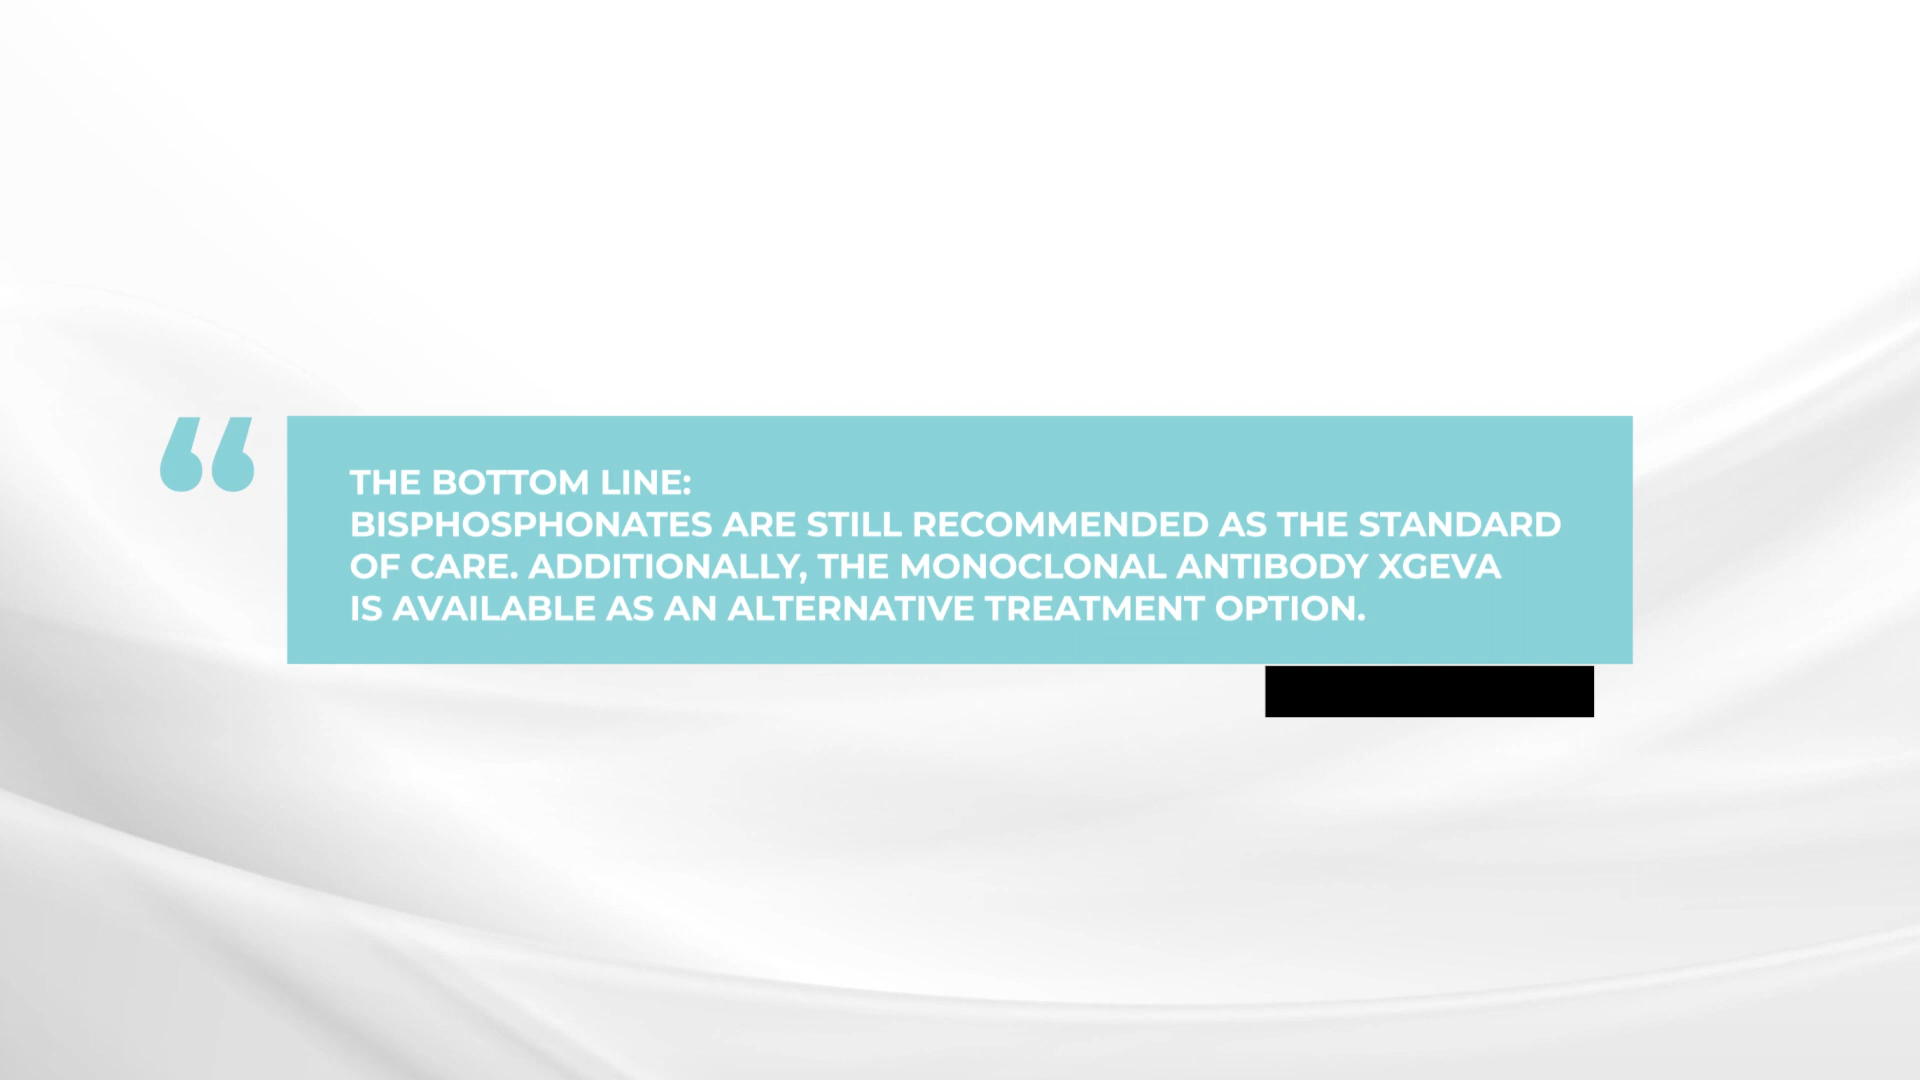 “
THE BOTTOM LINE:
BISPHOSPHONATES ARE STILL RECOMMENDED AS THE STANDARD
OF CARE. ADDITIONALLY, THE MONOCLONAL ANTIBODY XGEVA
IS AVAILABLE AS AN ALTERNATIVE TREATMENT OPTION.